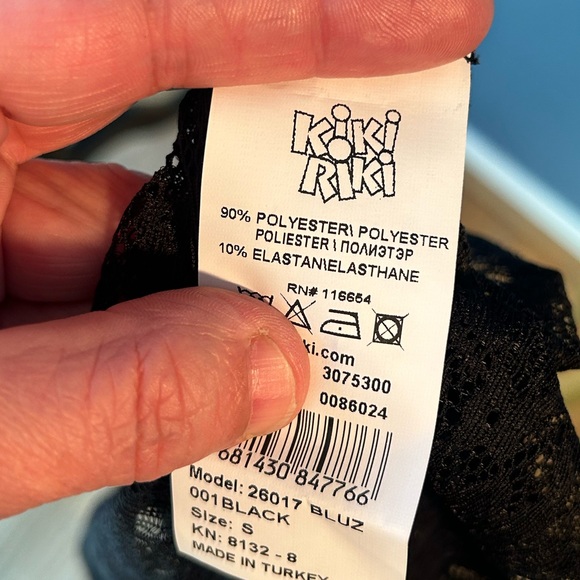 KiKi
RiKi
90% POLYESTER\ POLYESTER
POLIESTER \ ПОЛИЭТЭР
10% ELASTAN\ELASTHANE
RN# 116654
ki.com
3075300
0086024
681430 847766
Model: 26017 BLUZ
001BLACK
Size: S
KN: 8132 - 8
MADE IN TURKEY